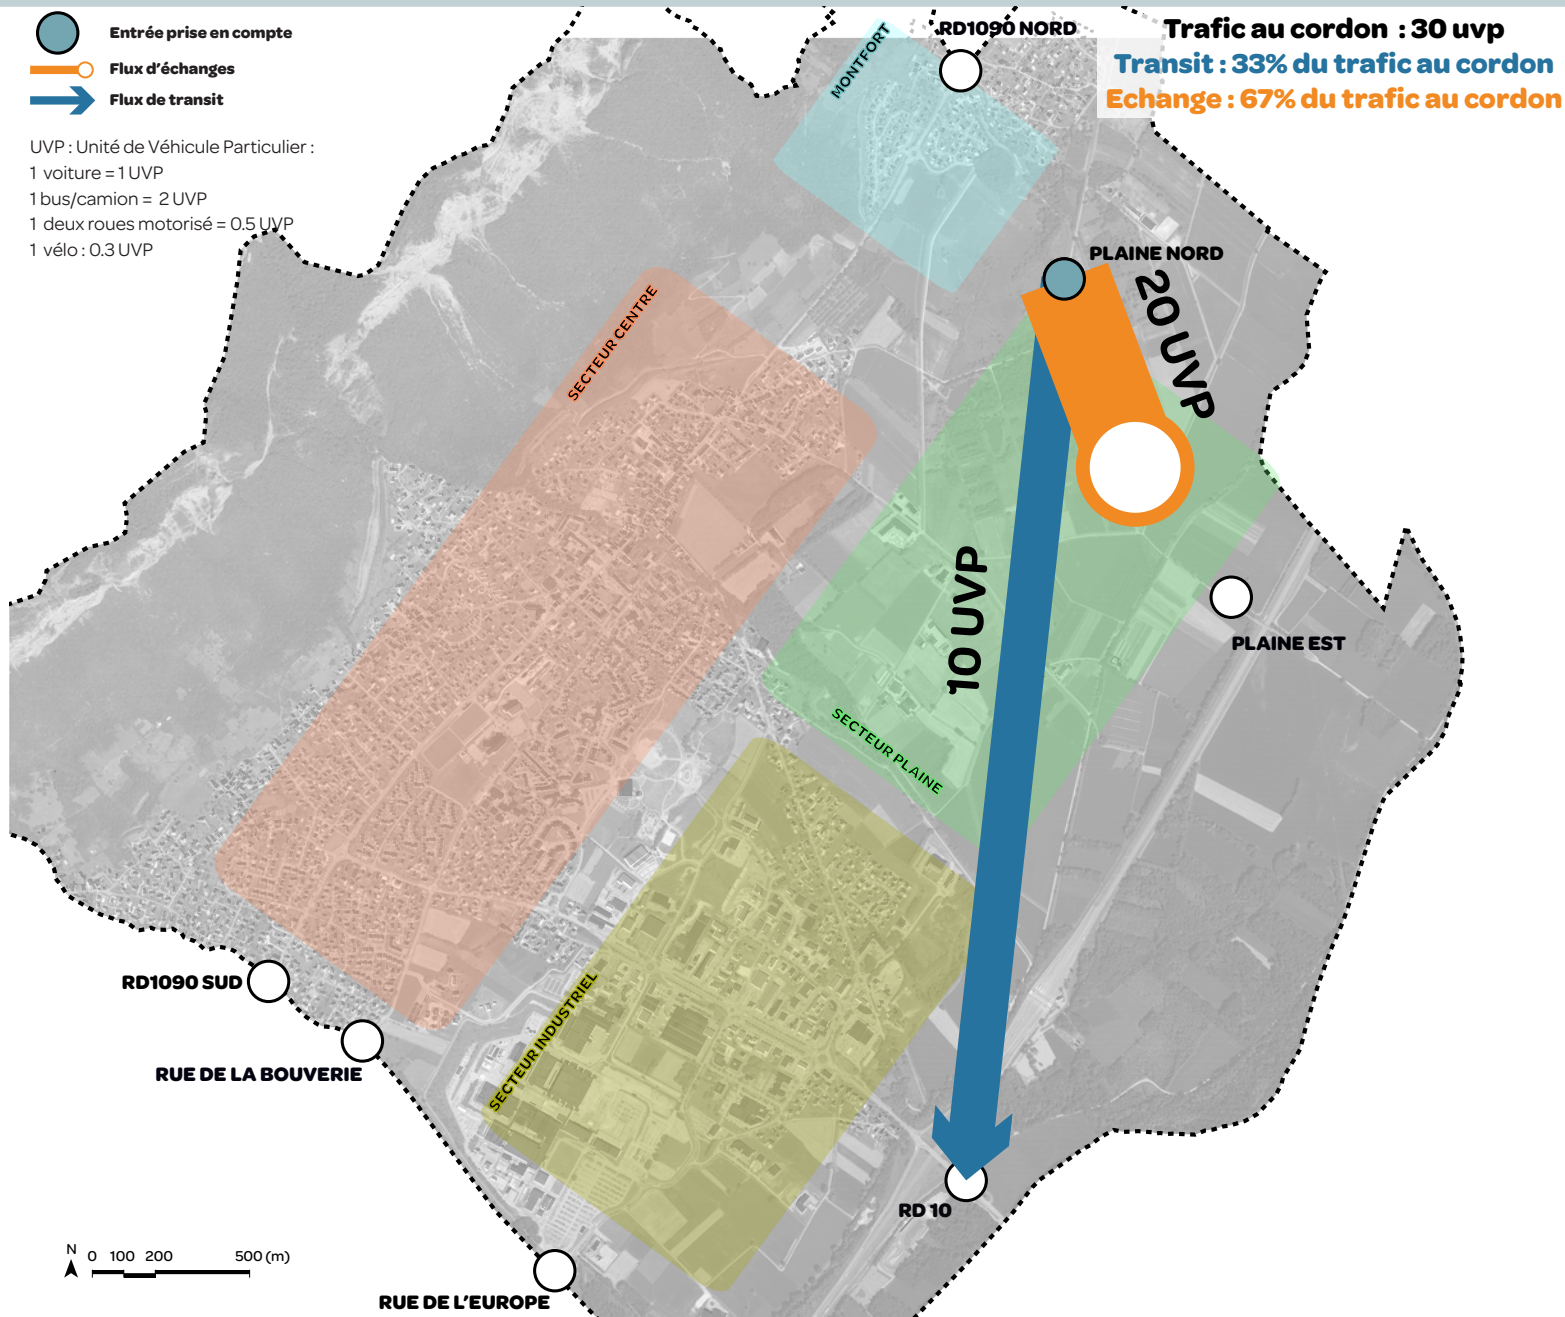 Entrée prise en compte
Flux d'échanges
Flux de transit
UVP : Unité de Véhicule Particulier :
1 voiture = 1 UVP
1 bus/camion = 2 UVP
1 deux roues motorisé = 0.5 UVP
1 vélo : 0.3 UVP
Trafic au cordon : 30 uvp
Transit : 33% du trafic au cordon
Echange : 67% du trafic au cordon
RD1090 NORD
MONTFORT
PLAINE NORD
20 UVP
SECTEUR CENTRE
10 UVP
PLAINE EST
SECTEUR PLAINE
RD1090 SUD
SECTEUR INDUSTRIEL
RUE DE LA BOUVERIE
RD 10
N 0 100 200 500 (m)
RUE DE L'EUROPE